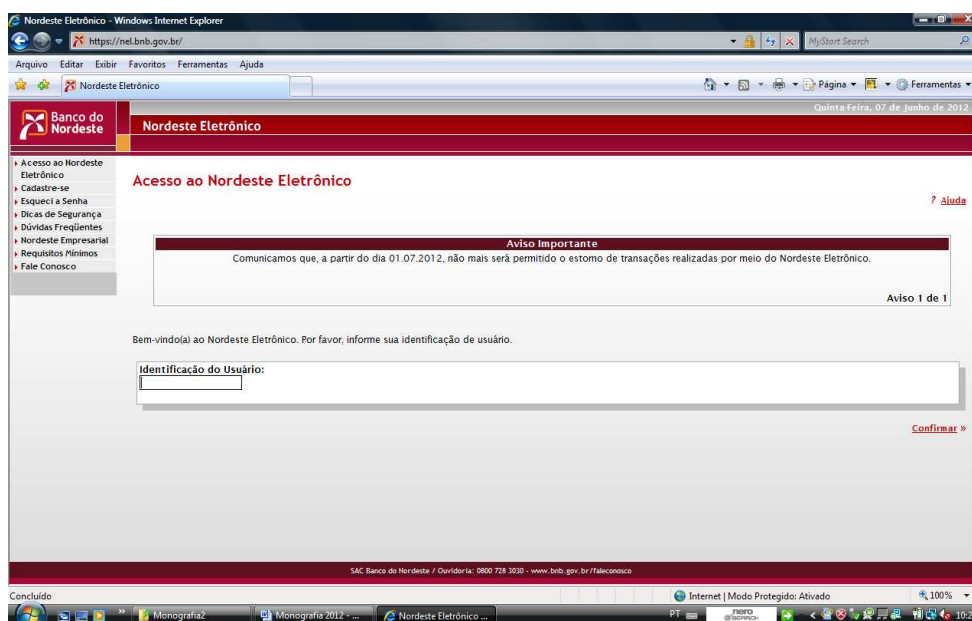 Nordeste Eletrônico - Windows Internet Explorer
https://nel.bnb.gov.br/
MyStart Search
Arquivo Editar Exibir Favoritos Ferramentas Ajuda
Nordeste Eletrônico
Página Ferramentas
Quinta-Feira, 07 de Junho de 2012
Banco do
Nordeste
Nordeste Eletrônico
Acesso ao Nordeste
Eletrônico
Cadastre-se
Esqueci a Senha
Dicas de Segurança
Dúvidas Freqüentes
Nordeste Empresarial
Requisitos Mínimos
Fale Conosco
Acesso ao Nordeste Eletrônico
? Ajuda
Aviso Importante
Comunicamos que, a partir do dia 01.07.2012, não mais será permitido o estorno de transações realizadas por meio do Nordeste Eletrônico.
Aviso 1 de 1
Bem-vindo(a) ao Nordeste Eletrônico. Por favor, informe sua identificação de usuário.
Identificação do Usuário:
Confirmar »
SAC Banco do Nordeste / Ouvidoria: 0800 728 3030 - www.bnb.gov.br/faleconosco
Concluído
Internet | Modo Protegido: Ativado
100%
Monografia2
Monografia 2012 - ...
Nordeste Eletrônico ...
PT
nero
SEARCH